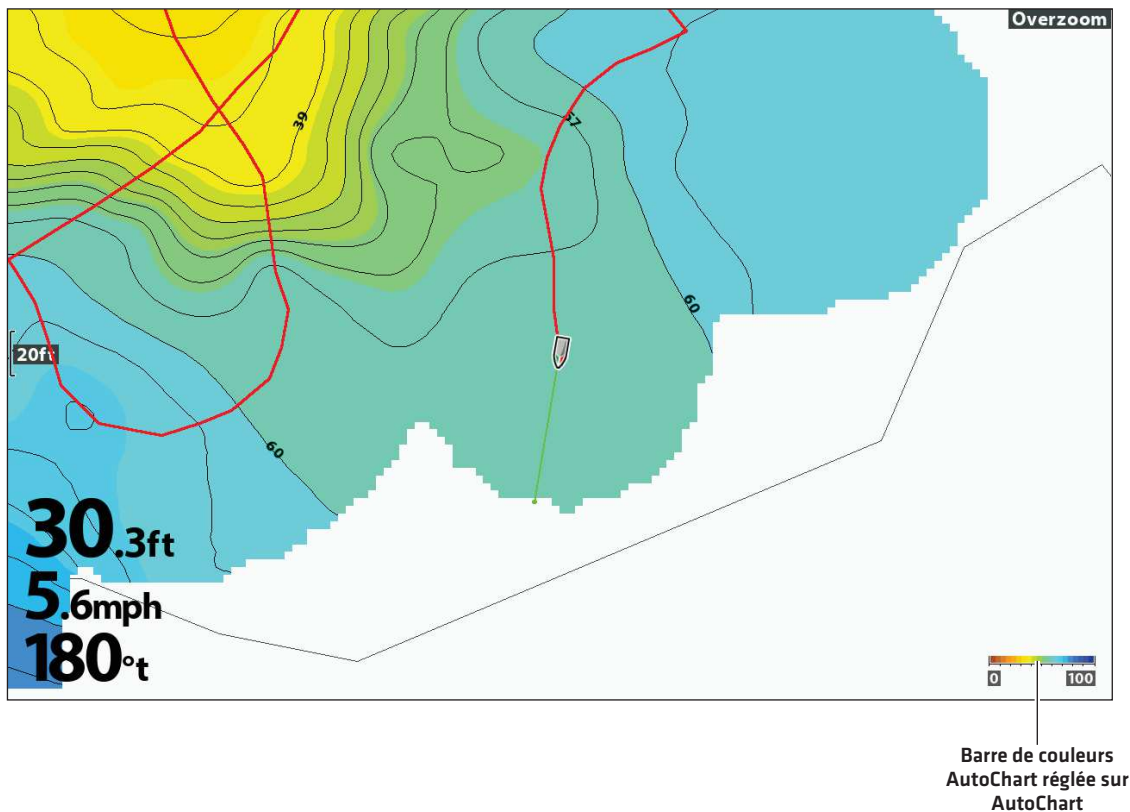 Overzoom
39
57
60
20ft
60
30.3ft
5.6mph
180°t
0 100
Barre de couleurs
AutoChart réglée sur
AutoChart